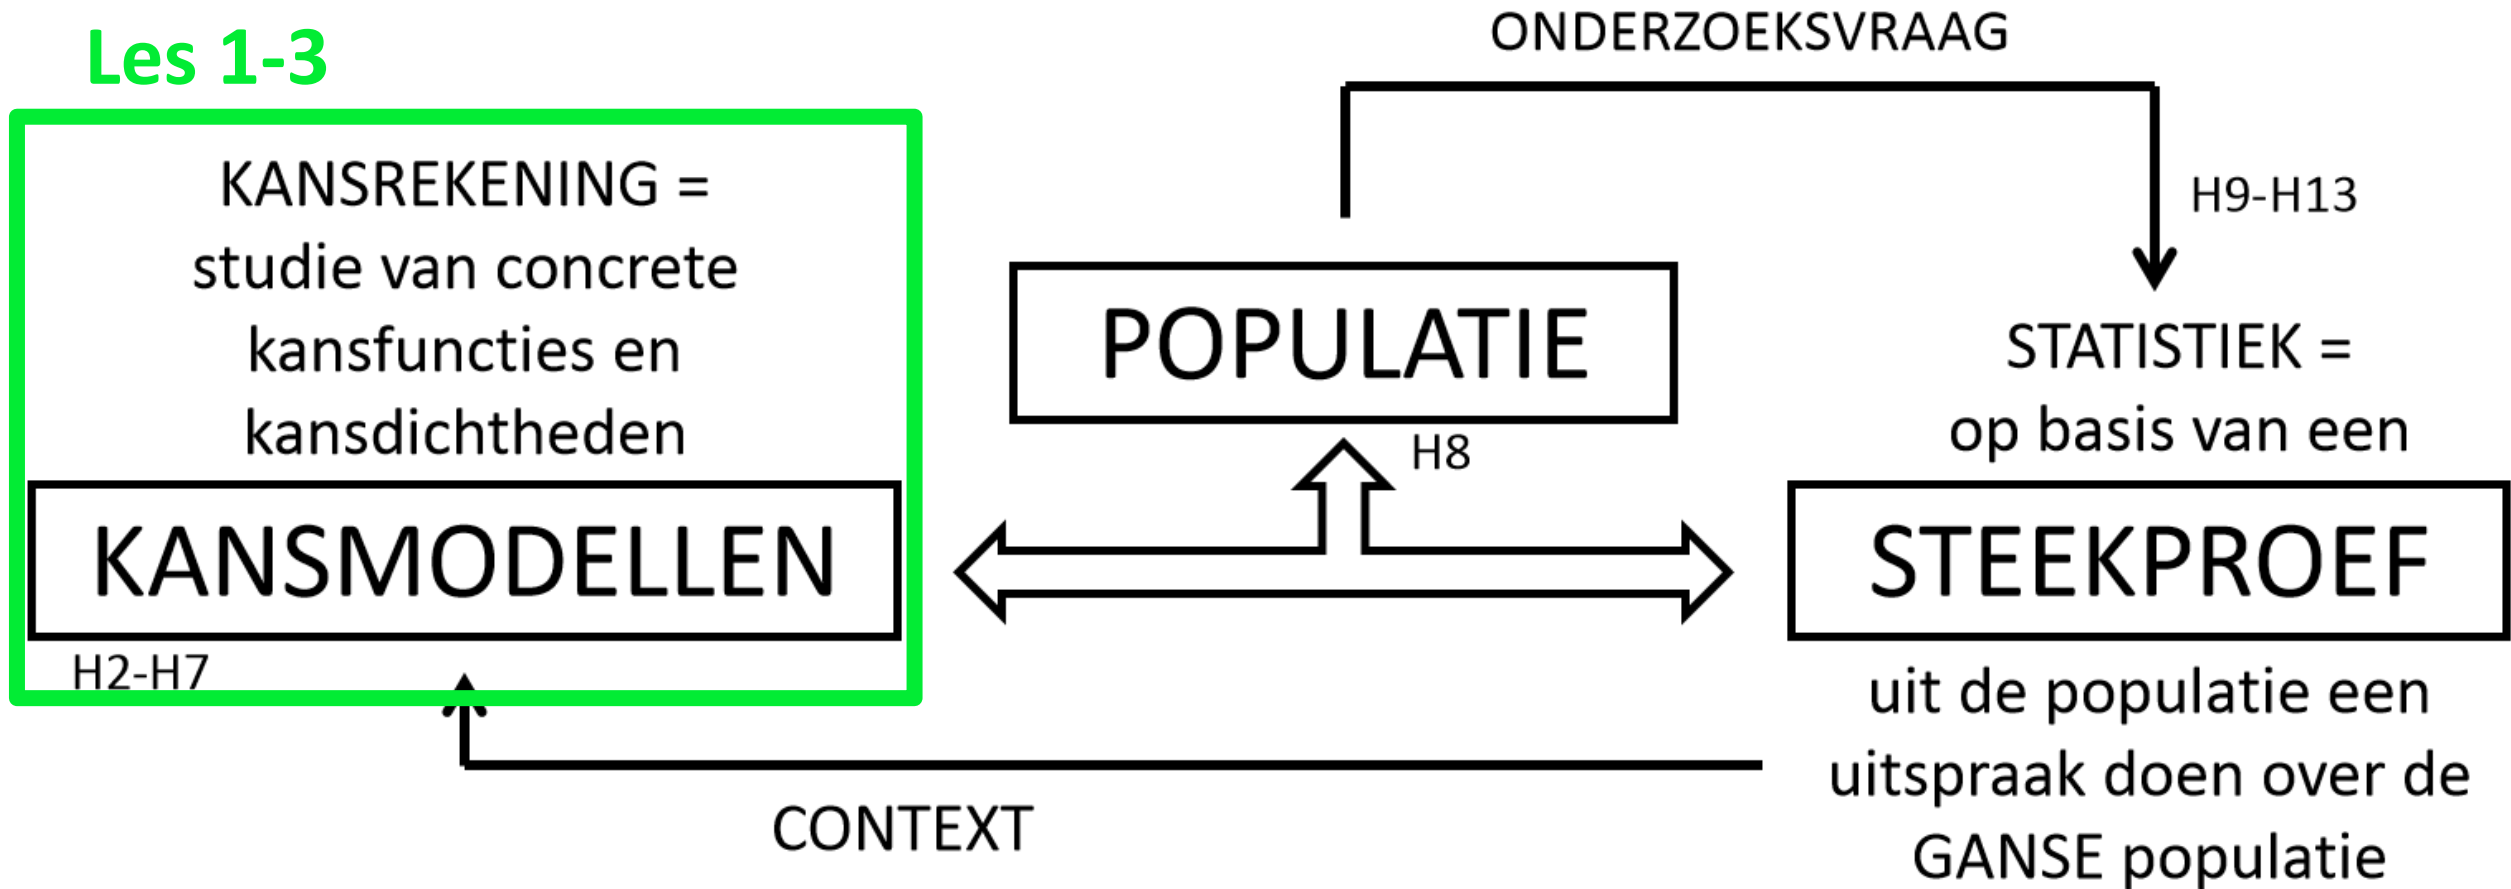 Les 1-3
KANSREKENING =
studie van concrete
kansfuncties en
kansdichtheden
KANSMODELLEN
H2-H7
ONDERZOEKSVRAAG
H9-H13
POPULATIE
H8
STATISTIEK =
op basis van een
STEEKPROEF
uit de populatie een
uitspraak doen over de
GANSE populatie
CONTEXT